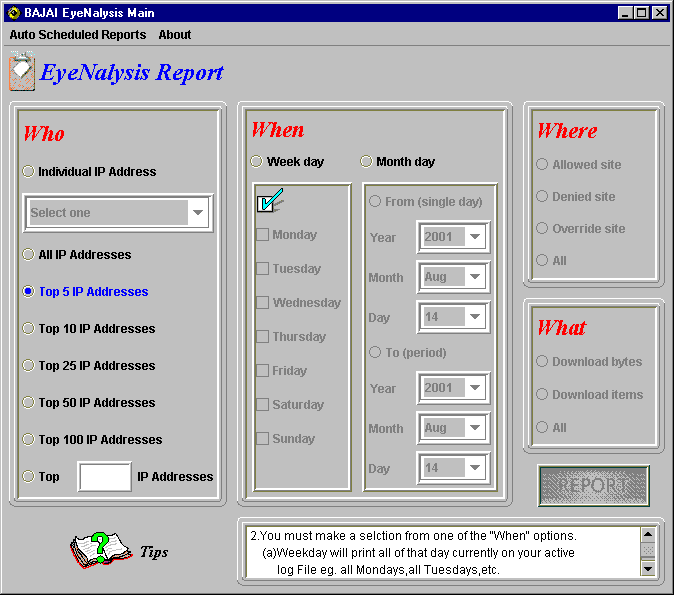 BAJAI EyeNalysis Main
Auto Scheduled Reports About
EyeNalysis Report
Who
Individual IP Address
Select one
All IP Addresses
Top 5 IP Addresses
Top 10 IP Addresses
Top 25 IP Addresses
Top 50 IP Addresses
Top 100 IP Addresses
Top IP Addresses
When
Week day
Month day
Monday
Tuesday
Wednesday
Thursday
Friday
Saturday
Sunday
From (single day)
Year 2001
Month Aug
Day 14
To (period)
Year 2001
Month Aug
Day 14
Where
Allowed site
Denied site
Override site
All
What
Download bytes
Download items
All
REPORT
? Tips
2.You must make a selction from one of the "When" options.
(a)Weekday will print all of that day currently on your active
log File eg. all Mondays,all Tuesdays,etc.